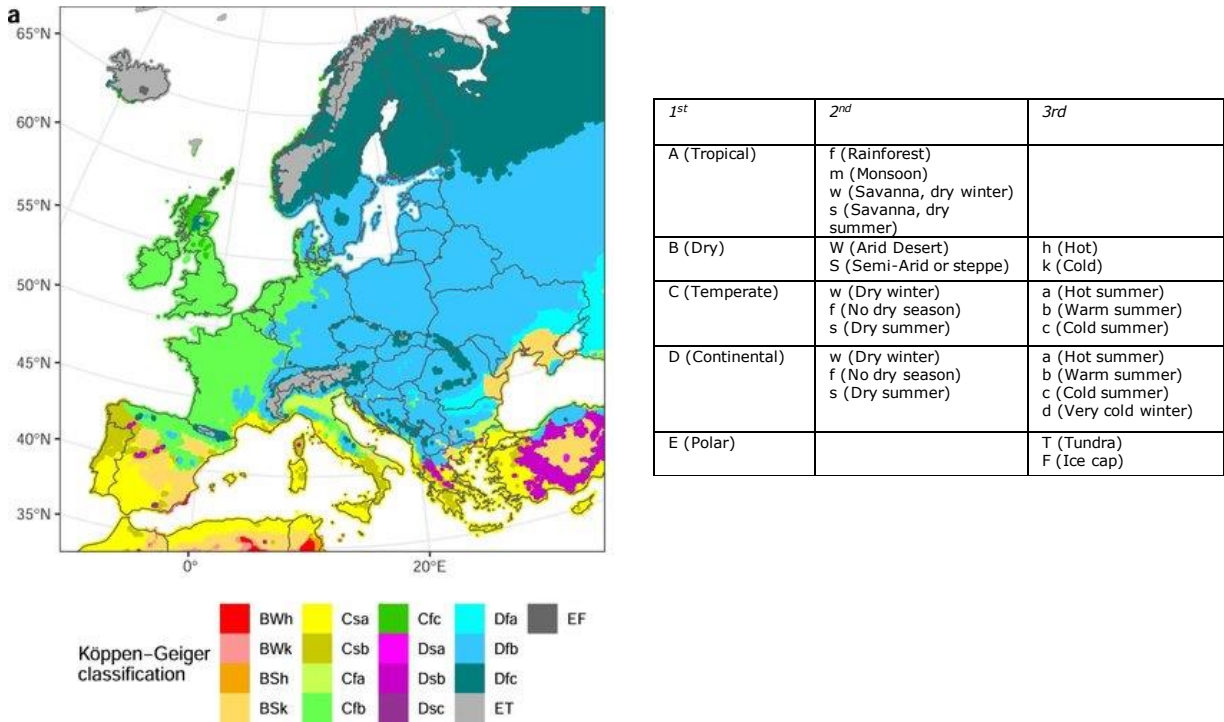 a
65°N
60°N
55°N
50°N
45°N
40°N
35°N
0°
20°E
Köppen–Geiger
classification
BWh
BWk
BSh
BSk
Csa
Csb
Cfa
Cfb
Cfc
Dsa
Dsb
Dsc
Dfa
Dfb
Dfc
ET
EF
1st 2nd 3rd
A (Tropical) f (Rainforest)
m (Monsoon)
w (Savanna, dry winter)
s (Savanna, dry
summer)
B (Dry) W (Arid Desert) h (Hot)
S (Semi-Arid or steppe) k (Cold)
C (Temperate) w (Dry winter) a (Hot summer)
f (No dry season) b (Warm summer)
s (Dry summer) c (Cold summer)
D (Continental) w (Dry winter) a (Hot summer)
f (No dry season) b (Warm summer)
s (Dry summer) c (Cold summer)
d (Very cold winter)
E (Polar) T (Tundra)
F (Ice cap)